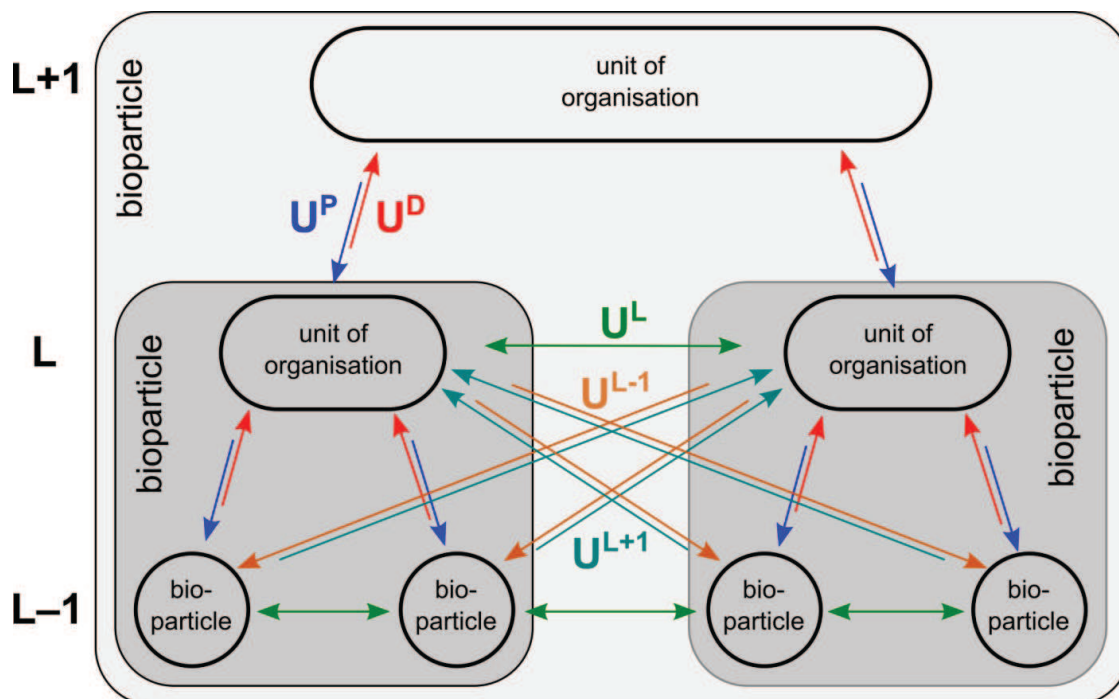 L+1
bioparticle
unit of
organisation
U^P
U^D
L
bioparticle
unit of
organisation
U^L
unit of
organisation
bioparticle
U^L-1
U^L+1
L–1
bio-
particle
bio-
particle
bio-
particle
bio-
particle